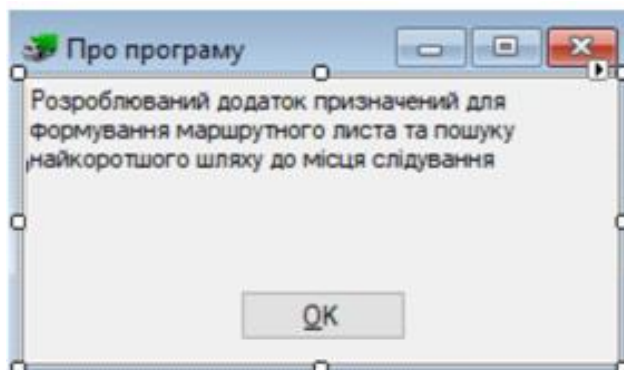 Про програму
Розроблюваний додаток призначений для
формування маршрутного листа та пошуку
найкоротшого шляху до місця слідування
OK